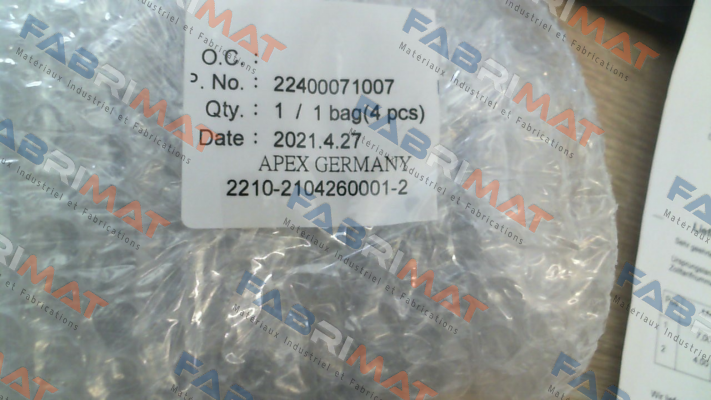 O.C. :
P. No. : 22400071007
Qty. : 1 / 1 bag(4 pcs)
Date : 2021.4.27
APEX GERMANY
2210-2104260001-2
FABRIMAT
Matériaux Industriel et Fabrications